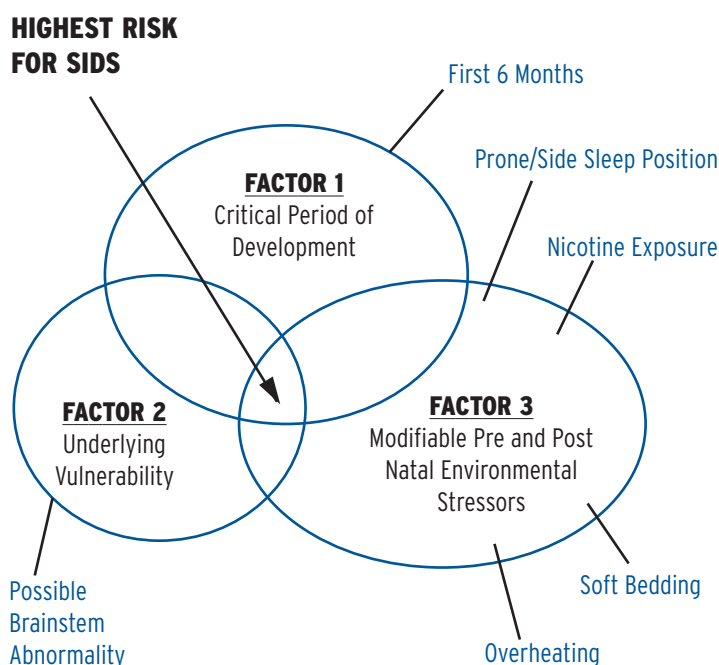 HIGHEST RISK
FOR SIDS
First 6 Months
Prone/Side Sleep Position
FACTOR 1
Critical Period of
Development
Nicotine Exposure
FACTOR 2
Underlying
Vulnerability
FACTOR 3
Modifiable Pre and Post
Natal Environmental
Stressors
Possible
Brainstem
Abnormality
Soft Bedding
Overheating